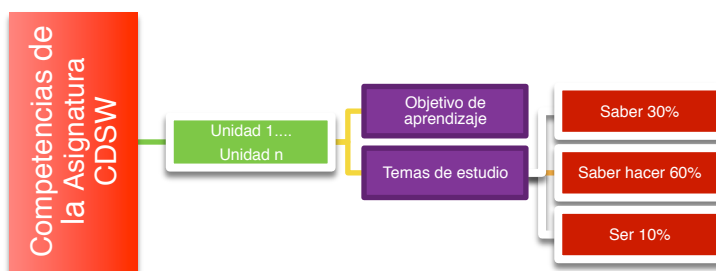 Competencias de
la Asignatura
CDSW
Unidad 1....
Unidad n
Objetivo de
aprendizaje
Temas de estudio
Saber 30%
Saber hacer 60%
Ser 10%